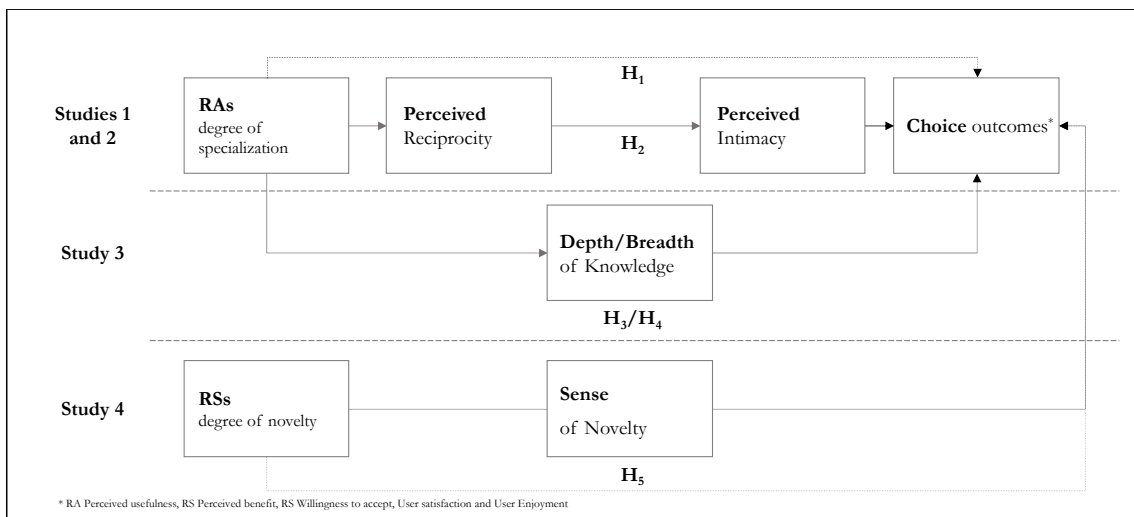 H₁
Studies 1
and 2
RAs
degree of
specialization
Perceived
Reciprocity
H₂
Perceived
Intimacy
Choice outcomes*
Study 3
Depth/Breadth
of Knowledge
H₃/H₄
Study 4
RSs
degree of novelty
Sense
of Novelty
H₅
* RA Perceived usefulness, RS Perceived benefit, RS Willingness to accept, User satisfaction and User Enjoyment